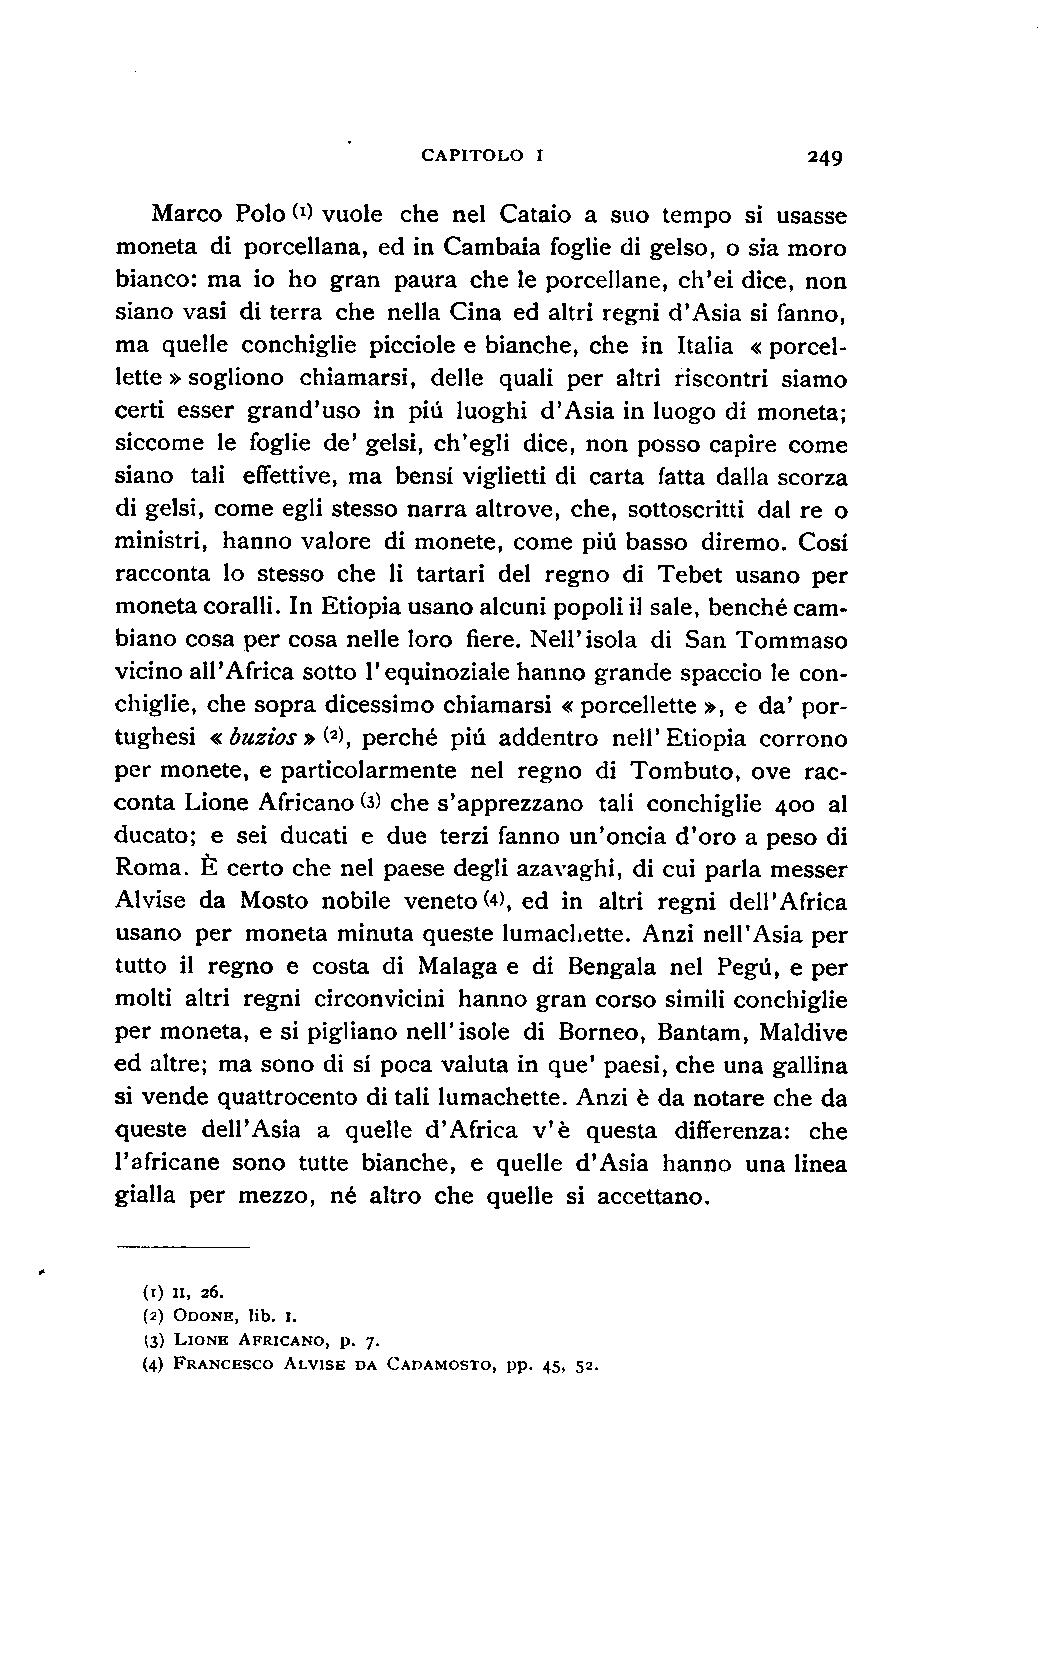 CAPITOLO I 249
Marco Polo (1) vuole che nel Cataio a suo tempo si usasse
moneta di porcellana, ed in Cambaia foglie di gelso, o sia moro
bianco: ma io ho gran paura che le porcellane, ch'ei dice, non
siano vasi di terra che nella Cina ed altri regni d'Asia si fanno,
ma quelle conchiglie picciole e bianche, che in Italia « porcel-
lette » sogliono chiamarsi, delle quali per altri riscontri siamo
certi esser grand'uso in piú luoghi d'Asia in luogo di moneta;
siccome le foglie de' gelsi, ch'egli dice, non posso capire come
siano tali effettive, ma bensí viglietti di carta fatta dalla scorza
di gelsi, come egli stesso narra altrove, che, sottoscritti dal re o
ministri, hanno valore di monete, come piú basso diremo. Cosí
racconta lo stesso che li tartari del regno di Tebet usano per
moneta coralli. In Etiopia usano alcuni popoli il sale, benché cam-
biano cosa per cosa nelle loro fiere. Nell'isola di San Tommaso
vicino all'Africa sotto l'equinoziale hanno grande spaccio le con-
chiglie, che sopra dicessimo chiamarsi « porcellette », e da' por-
tughesi « buzios » (2), perché piú addentro nell'Etiopia corrono
per monete, e particolarmente nel regno di Tombuto, ove rac-
conta Lione Africano (3) che s'apprezzano tali conchiglie 400 al
ducato; e sei ducati e due terzi fanno un'oncia d'oro a peso di
Roma. È certo che nel paese degli azavaghi, di cui parla messer
Alvise da Mosto nobile veneto (4), ed in altri regni dell'Africa
usano per moneta minuta queste lumachette. Anzi nell'Asia per
tutto il regno e costa di Malaga e di Bengala nel Pegú, e per
molti altri regni circonvicini hanno gran corso simili conchiglie
per moneta, e si pigliano nell'isole di Borneo, Bantam, Maldive
ed altre; ma sono di sí poca valuta in que' paesi, che una gallina
si vende quattrocento di tali lumachette. Anzi è da notare che da
queste dell'Asia a quelle d'Africa v'è questa differenza: che
l'africane sono tutte bianche, e quelle d'Asia hanno una linea
gialla per mezzo, né altro che quelle si accettano.
(1) II, 26.
(2) ODONE, lib. I.
(3) LIONE AFRICANO, p. 7.
(4) FRANCESCO ALVISE DA CADAMOSTO, pp. 45, 52.